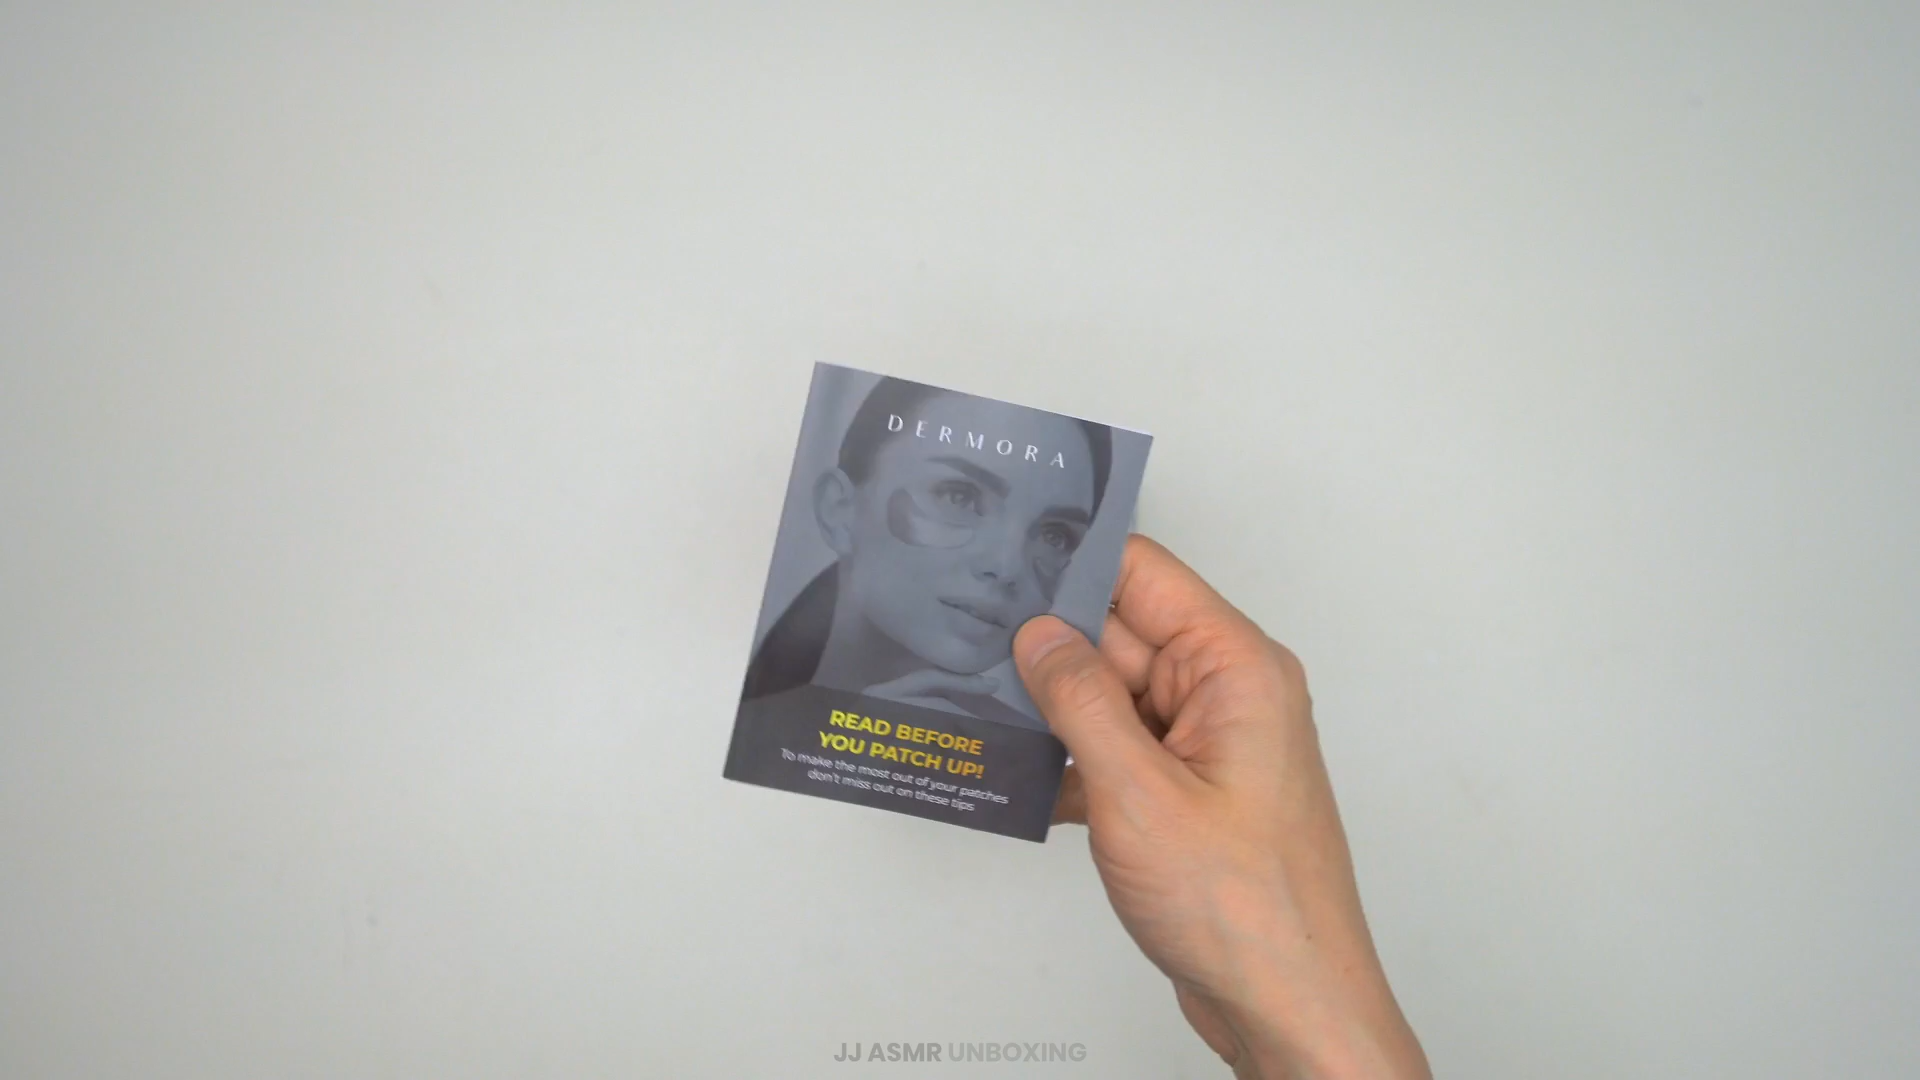 DERMORA
READ BEFORE
YOU PATCH UP!
To make the most out of your patches
don't miss out on these tips
JJ ASMR UNBOXING